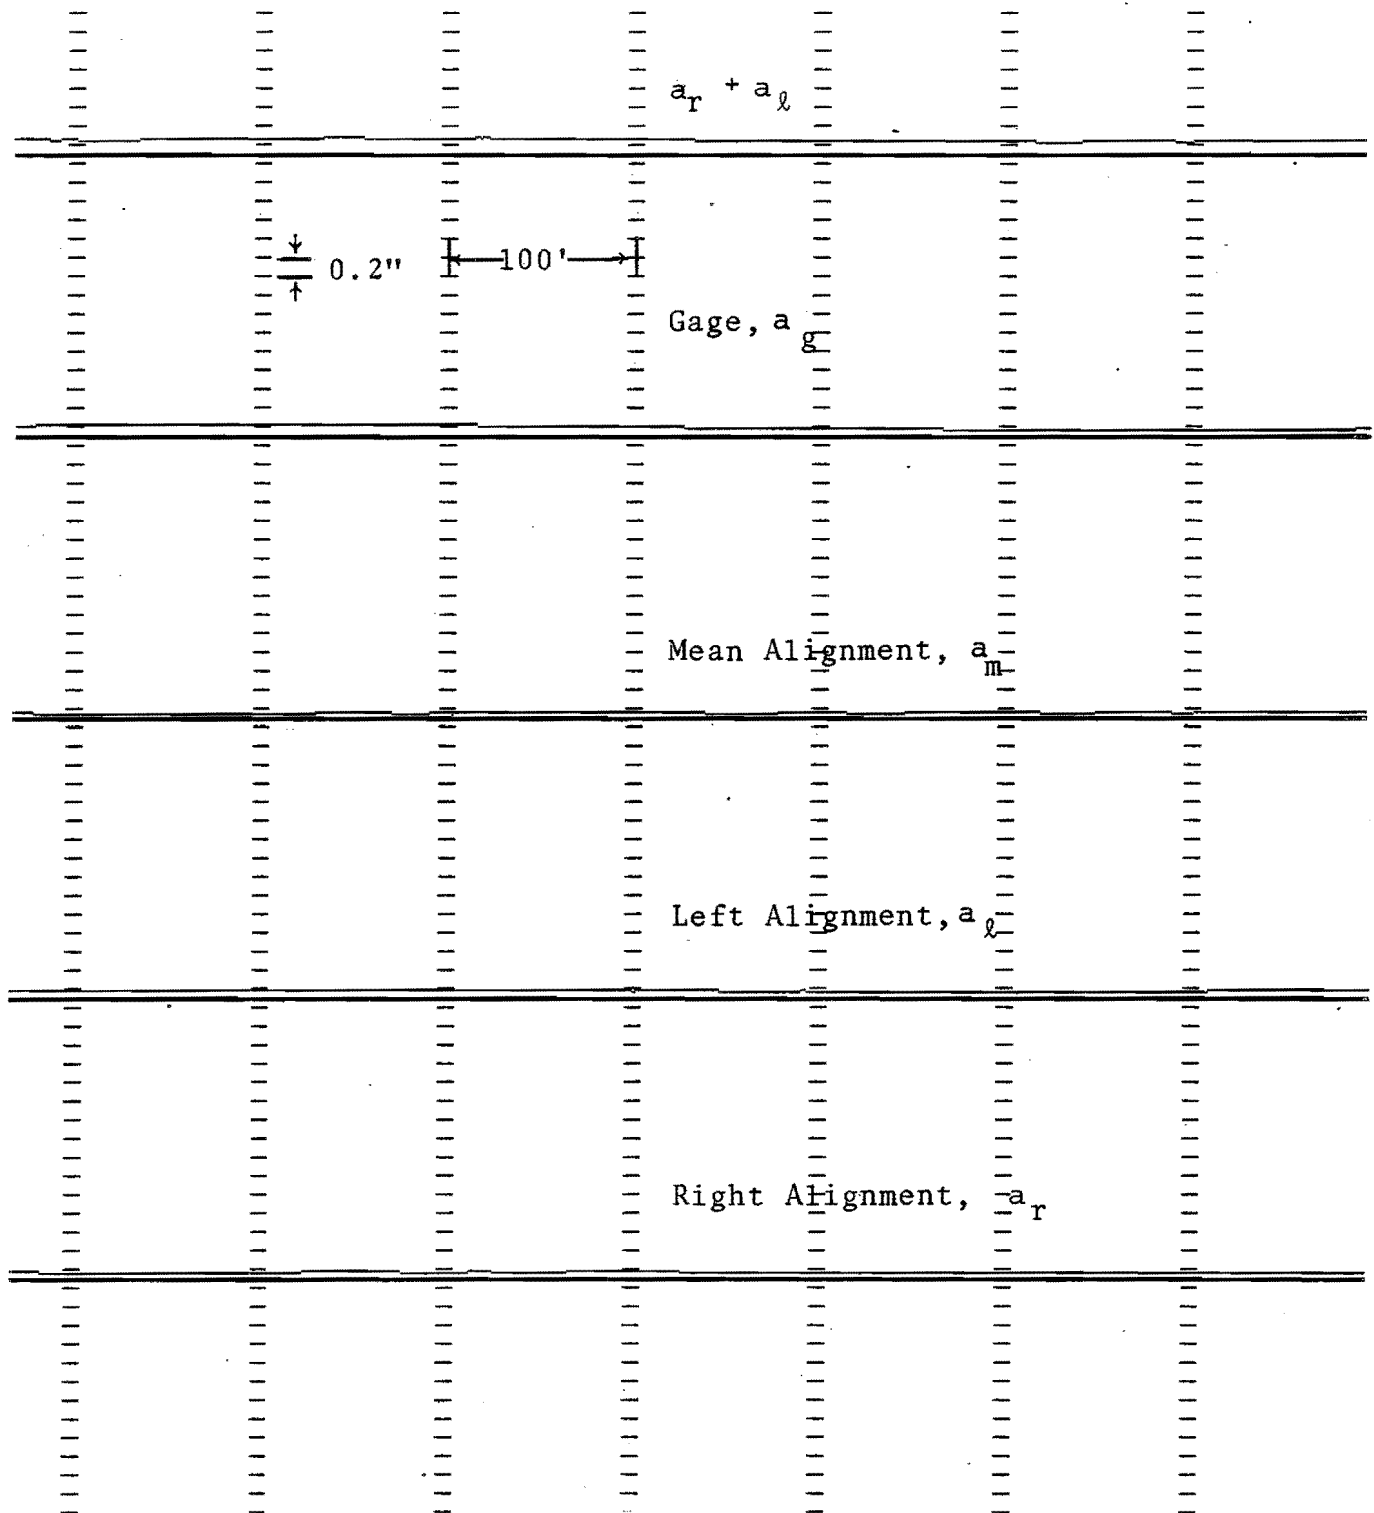 a_r + a_ℓ
0.2" 100'
Gage, a_g
Mean Alignment, a_m
Left Alignment, a_ℓ
Right Alignment, a_r